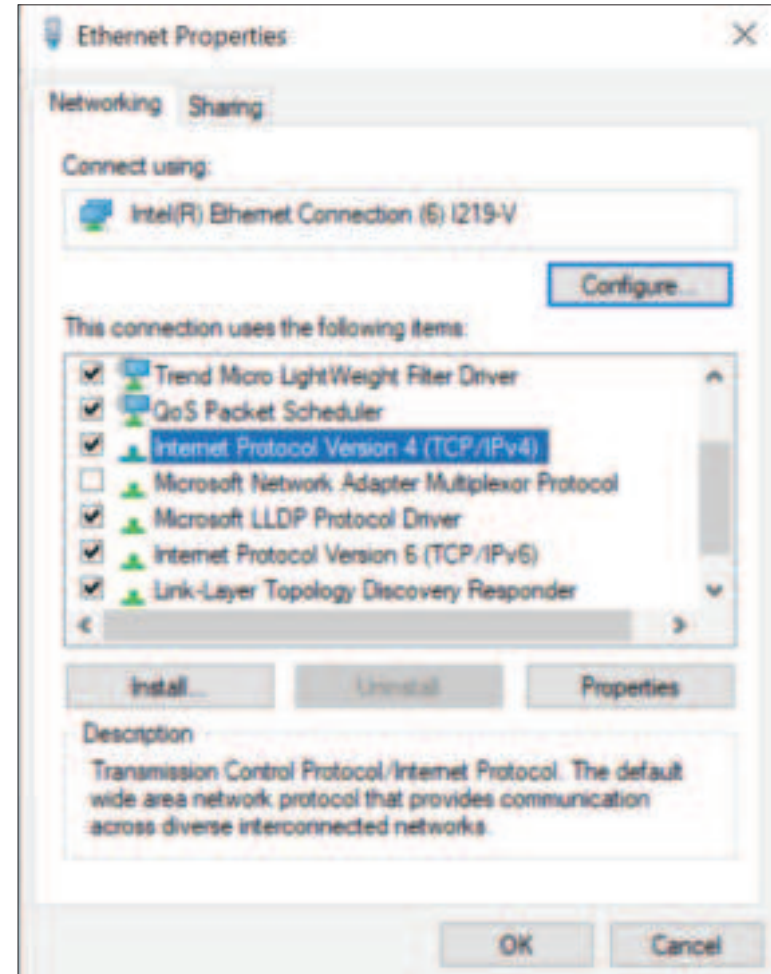 Ethernet Properties
Networking
Sharing
Connect using:
Intel(R) Ethernet Connection (6) I219-V
Configure...
This connection uses the following items:
Trend Micro LightWeight Filter Driver
QoS Packet Scheduler
Internet Protocol Version 4 (TCP/IPv4)
Microsoft Network Adapter Multiplexor Protocol
Microsoft LLDP Protocol Driver
Internet Protocol Version 6 (TCP/IPv6)
Link-Layer Topology Discovery Responder
Install...
Uninstall
Properties
Description
Transmission Control Protocol/Internet Protocol. The default
wide area network protocol that provides communication
across diverse interconnected networks.
OK
Cancel